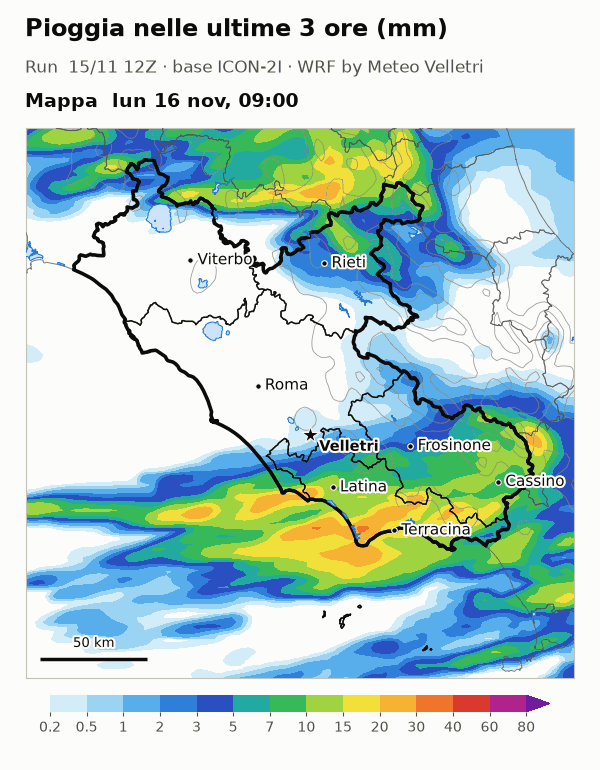 Pioggia nelle ultime 3 ore (mm)
Run  15/11 12Z · base ICON-2I · WRF by Meteo Velletri
Mappa  lun 16 nov, 09:00
Viterbo
Rieti
Roma
Velletri
Frosinone
Cassino
Latina
Terracina
50 km
0.2 0.5 1 2 3 5 7 10 15 20 30 40 60 80